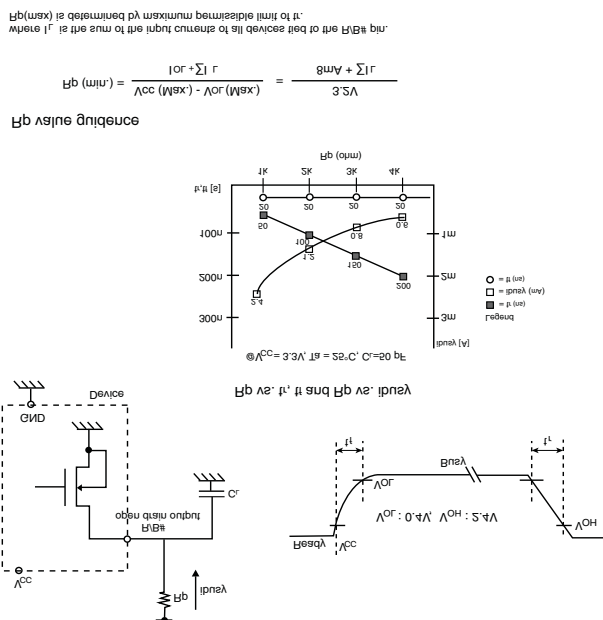 Rp
ibusy
VCC
Ready VCC
R/B#
open drain output
VOH
VOL : 0.4V, VOH : 2.4V
CL
VOL
Busy
GND
tf
tr
Device
Rp vs. tr, tf and Rp vs. ibusy
@VCC = 3.3V, Ta = 25°C, CL=50 pF
ibusy [A]
300n
3m
Legend
= tr (ns)
= ibusy (mA)
= tf (ns)
2.4
200
200n
2m
150
1.2
100
0.8
100n
1m
50
0.6
20 20 20 20
tr,tf [s]
1k 2k 3k 4k
Rp (ohm)
Rp value guidence
Rp (min.) = Vcc (Max.) - VOL (Max.) = 3.2V
IOL + ∑IL 8mA + ∑IL
where IL is the sum of the input currents of all devices tied to the R/B# pin.
Rp(max) is determined by maximum permissible limit of tr.